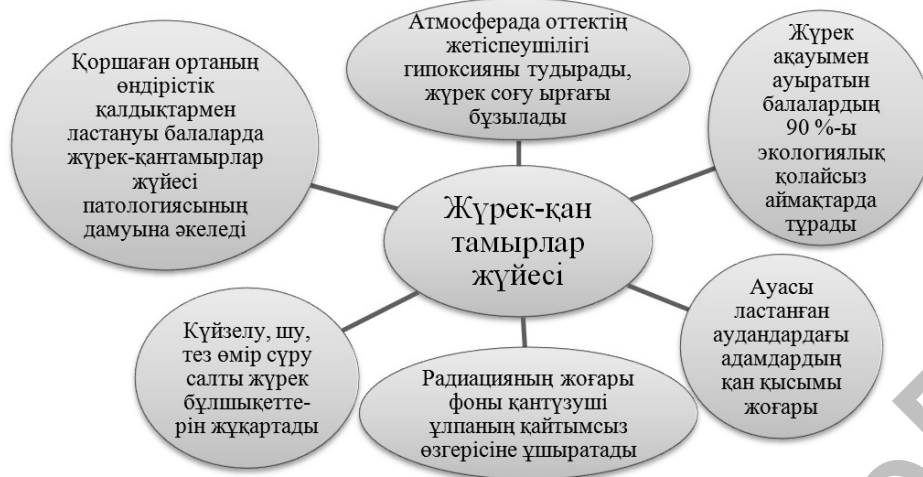 Қоршаған ортаның
өндірістік
қалдықтармен
ластануы балаларда
жүрек-қантамырлар
жүйесі
патологиясының
дамуына әкеледі
Атмосферада оттектің
жетіспеушілігі
гипоксияны тудырады,
жүрек соғу ырғағы
бұзылады
Жүрек
ақауымен
ауыратын
балалардың
90 %-ы
экологиялық
қолайсыз
аймақтарда
тұрады
Жүрек-қан
тамырлар
жүйесі
Күйзелу, шу,
тез өмір сүру
салты жүрек
бұлшықетте-
рін жұқартады
Радиацияның жоғары
фоны қантүзуші
ұлпаның қайтымсыз
өзгерісіне ұшыратады
Ауасы
ластанған
аудандардағы
адамдардың
қан қысымы
жоғары